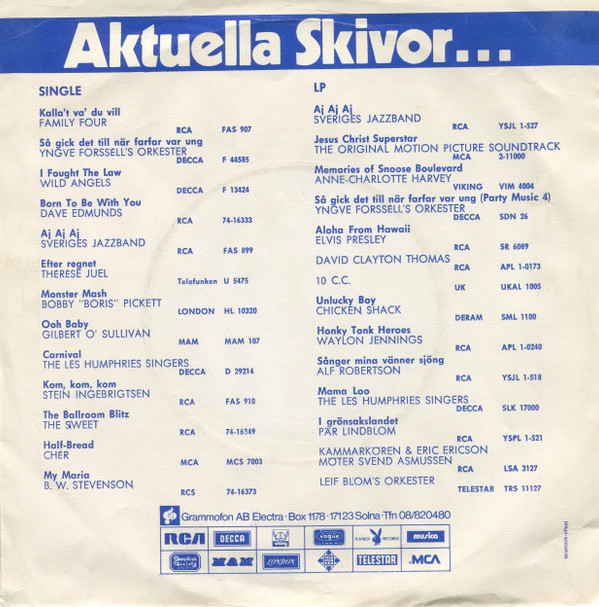 Aktuella Skivor...
SINGLE
Kalla't va' du vill
FAMILY FOUR
RCA FAS 907
Så gick det till när farfar var ung
YNGVE FORSSELL'S ORKESTER
DECCA F 44585
I Fought The Law
WILD ANGELS
DECCA F 13424
Born To Be With You
DAVE EDMUNDS
RCA 74-16333
Aj Aj Aj
SVERIGES JAZZBAND
RCA FAS 899
Efter regnet
THERESE JUEL
Telefunken U 5475
Monster Mash
BOBBY "BORIS" PICKETT
LONDON HL 10320
Ooh Baby
GILBERT O' SULLIVAN
MAM MAM 107
Carnival
THE LES HUMPHRIES SINGERS
DECCA D 29214
Kom, kom, kom
STEIN INGEBRIGTSEN
RCA FAS 910
The Ballroom Blitz
THE SWEET
RCA 74-16349
Half-Bread
CHÉR
MCA MCS 7003
My Maria
B. W. STEVENSON
RCS 74-16373
LP
Aj Aj Aj
SVERIGES JAZZBAND
RCA YSJL 1-527
Jesus Christ Superstar
THE ORIGINAL MOTION PICTURE SOUNDTRACK
MCA 2-11000
Memories of Snoose Boulevard
ANNE-CHARLOTTE HARVEY
VIKING VIM 4004
Så gick det till när farfar var ung (Party Music 4)
YNGVE FORSSELL'S ORKESTER
DECCA SDN 26
Aloha From Hawaii
ELVIS PRESLEY
RCA SR 6089
DAVID CLAYTON THOMAS
RCA APL 1-0173
10 C.C.
UK UKAL 1005
Unlucky Boy
CHICKEN SHACK
DERAM SML 1100
Honky Tonk Heroes
WAYLON JENNINGS
RCA APL 1-0240
Sånger mina vänner sjöng
ALF ROBERTSON
RCA YSJL 1-518
Mama Loo
THE LES HUMPHRIES SINGERS
DECCA SLK 17000
I grönsakslandet
PÄR LINDBLOM
RCA YSPL 1-521
KAMMARKÖREN & ERIC ERICSON
MÖTER SVEND ASMUSSEN
RCA LSA 3127
LEIF BLOM'S ORKESTER
TELESTAR TRS 11127
Grammofon AB Electra · Box 1178 · 17123 Solna · Tfn 08/820480
RCA DECCA vogue PLAYBOY RECORDS musica
Swedish Society MAM LONDON TELESTAR MCA